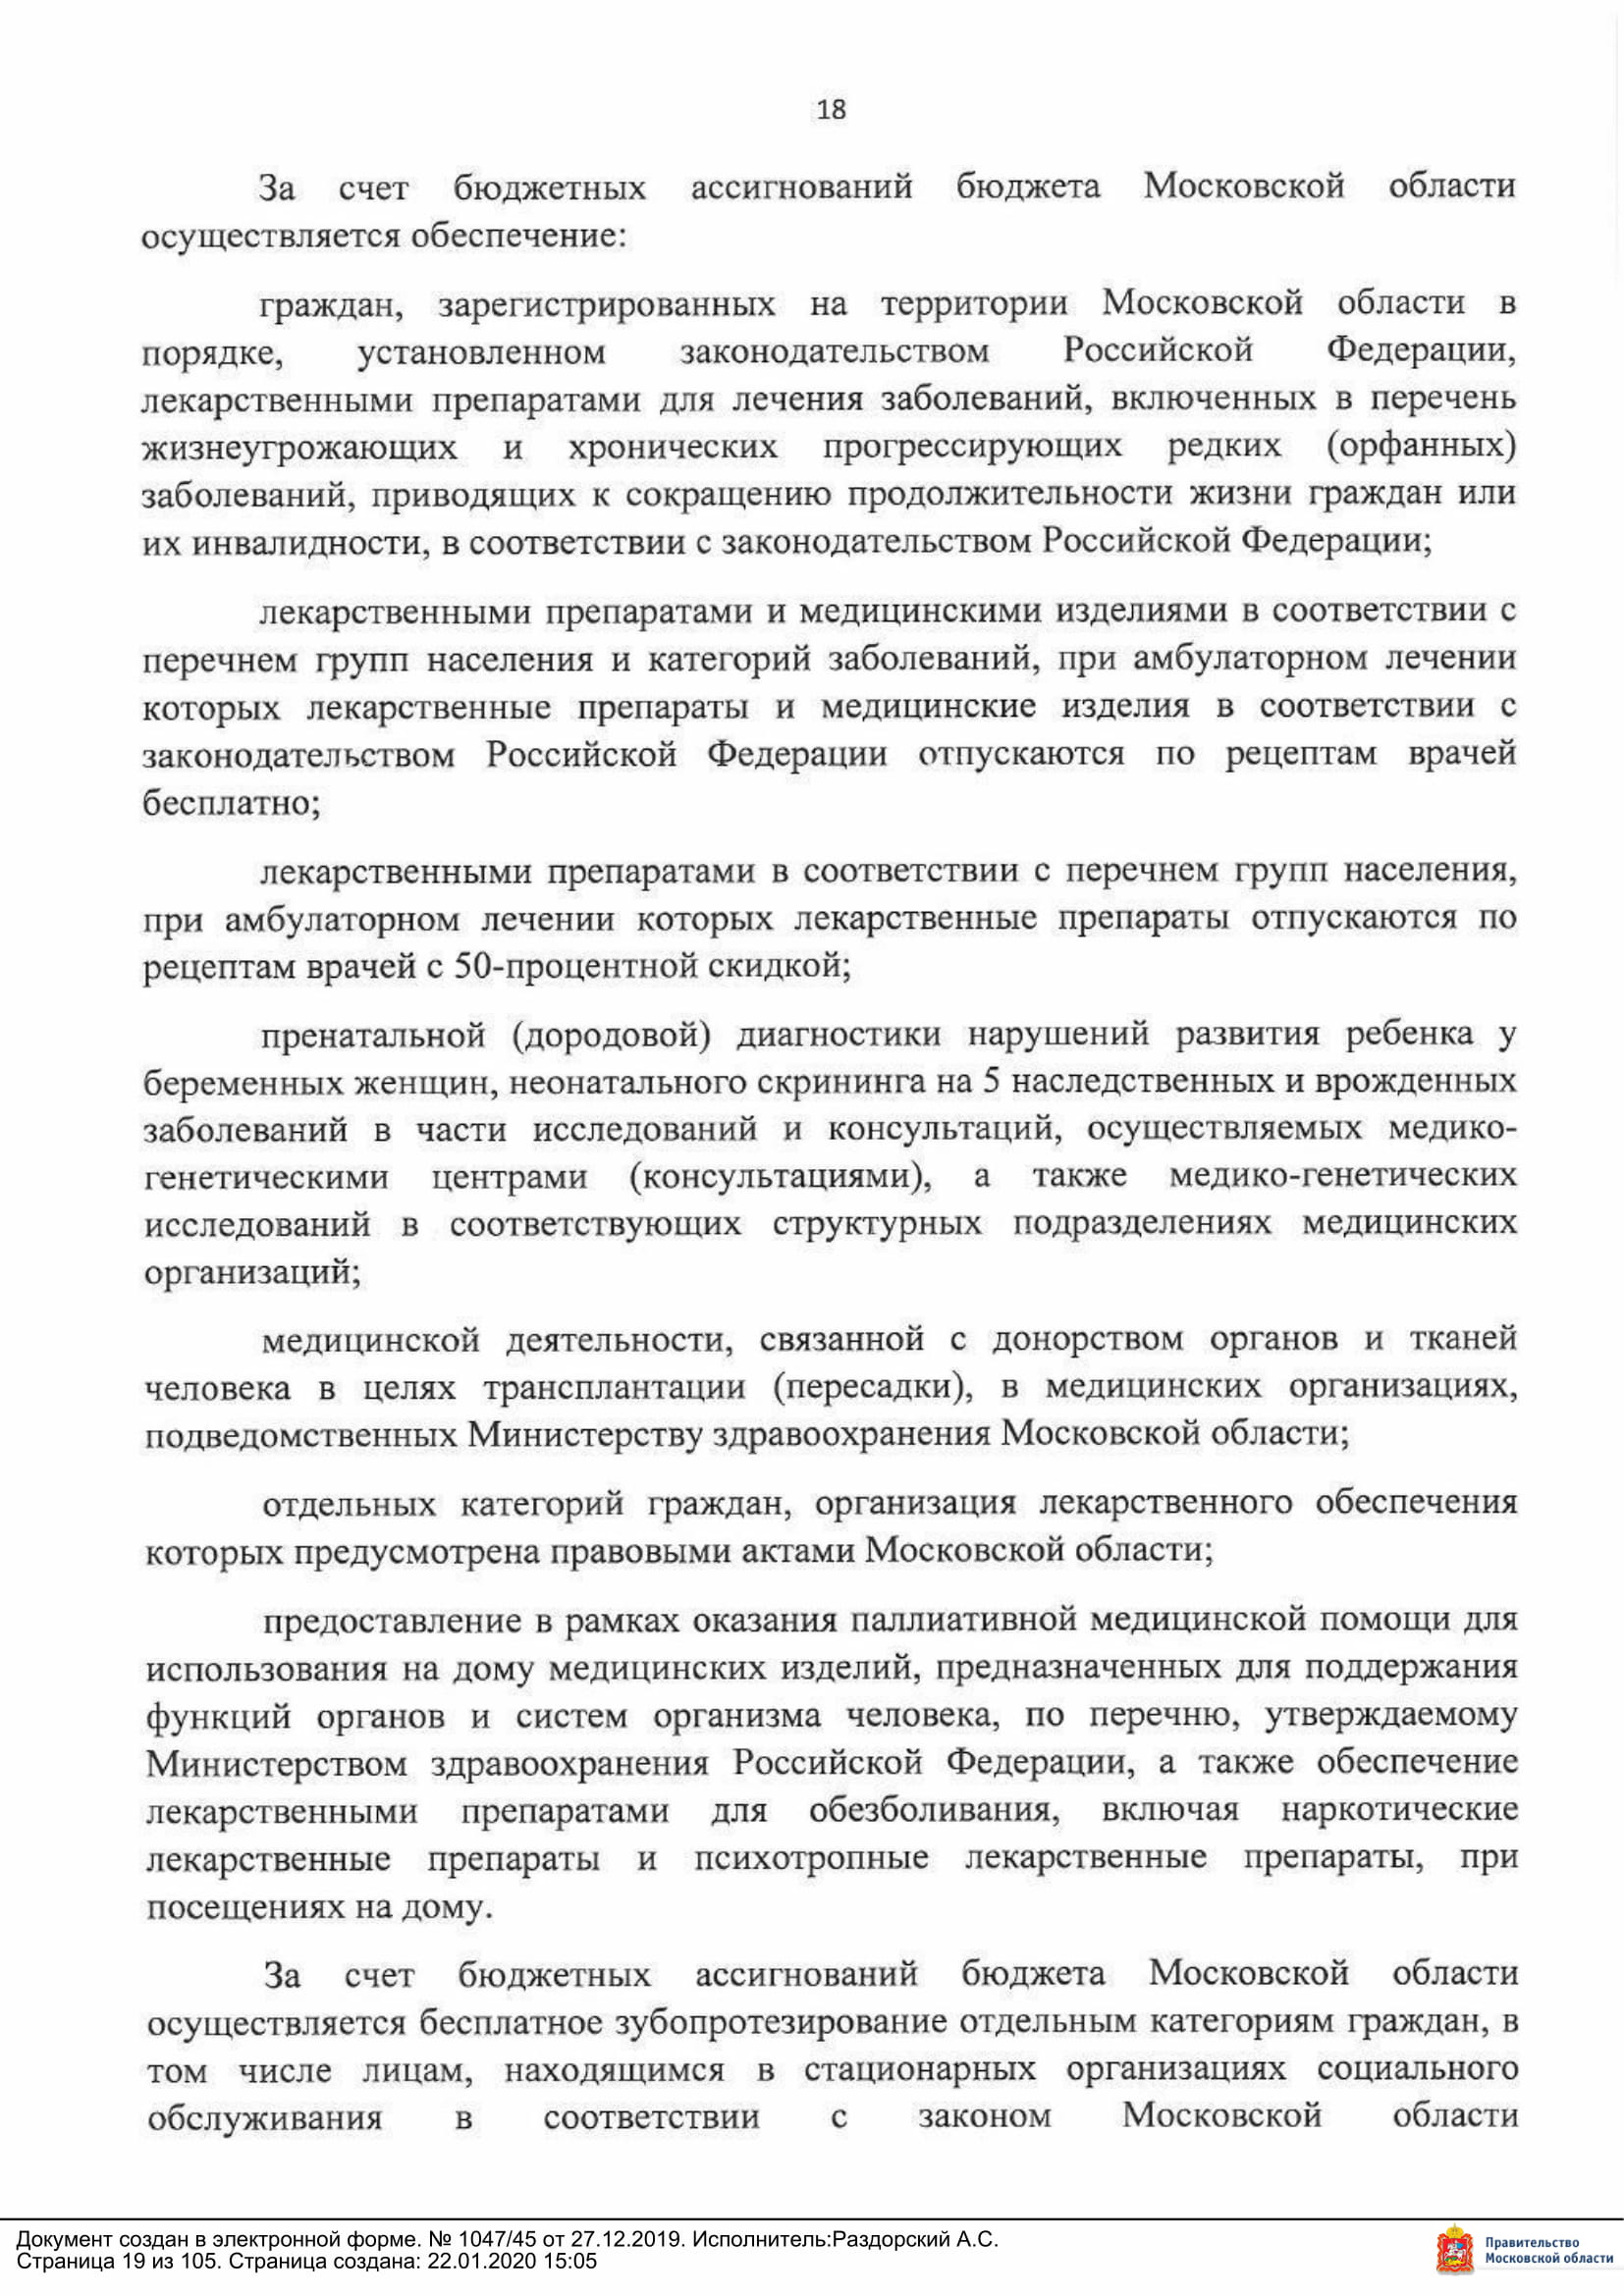 18
За счет бюджетных ассигнований бюджета Московской области
осуществляется обеспечение:
граждан, зарегистрированных на территории Московской области в
порядке, установленном законодательством Российской Федерации,
лекарственными препаратами для лечения заболеваний, включенных в перечень
жизнеугрожающих и хронических прогрессирующих редких (орфанных)
заболеваний, приводящих к сокращению продолжительности жизни граждан или
их инвалидности, в соответствии с законодательством Российской Федерации;
лекарственными препаратами и медицинскими изделиями в соответствии с
перечнем групп населения и категорий заболеваний, при амбулаторном лечении
которых лекарственные препараты и медицинские изделия в соответствии с
законодательством Российской Федерации отпускаются по рецептам врачей
бесплатно;
лекарственными препаратами в соответствии с перечнем групп населения,
при амбулаторном лечении которых лекарственные препараты отпускаются по
рецептам врачей с 50-процентной скидкой;
пренатальной (дородовой) диагностики нарушений развития ребенка у
беременных женщин, неонатального скрининга на 5 наследственных и врожденных
заболеваний в части исследований и консультаций, осуществляемых медико-
генетическими центрами (консультациями), а также медико-генетических
исследований в соответствующих структурных подразделениях медицинских
организаций;
медицинской деятельности, связанной с донорством органов и тканей
человека в целях трансплантации (пересадки), в медицинских организациях,
подведомственных Министерству здравоохранения Московской области;
отдельных категорий граждан, организация лекарственного обеспечения
которых предусмотрена правовыми актами Московской области;
предоставление в рамках оказания паллиативной медицинской помощи для
использования на дому медицинских изделий, предназначенных для поддержания
функций органов и систем организма человека, по перечню, утверждаемому
Министерством здравоохранения Российской Федерации, а также обеспечение
лекарственными препаратами для обезболивания, включая наркотические
лекарственные препараты и психотропные лекарственные препараты, при
посещениях на дому.
За счет бюджетных ассигнований бюджета Московской области
осуществляется бесплатное зубопротезирование отдельным категориям граждан, в
том числе лицам, находящимся в стационарных организациях социального
обслуживания в соответствии с законом Московской области
Документ создан в электронной форме. № 1047/45 от 27.12.2019. Исполнитель:Раздорский А.С.
Страница 19 из 105. Страница создана: 22.01.2020 15:05
Правительство
Московской области